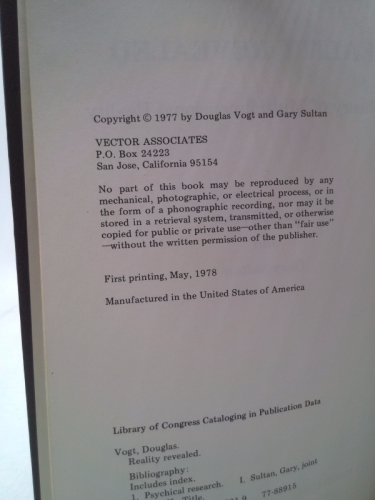 Copyright © 1977 by Douglas Vogt and Gary Sultan
VECTOR ASSOCIATES
P.O. Box 24223
San Jose, California 95154
No part of this book may be reproduced by any
mechanical, photographic, or electrical process, or in
the form of a phonographic recording, nor may it be
stored in a retrieval system, transmitted, or otherwise
copied for public or private use—other than "fair use"
—without the written permission of the publisher.
First printing, May, 1978
Manufactured in the United States of America
Library of Congress Cataloging in Publication Data
Vogt, Douglas.
Reality revealed.
Bibliography:
Includes index.
1. Psychical research. I. Sultan, Gary, joint
Title.
77-88915